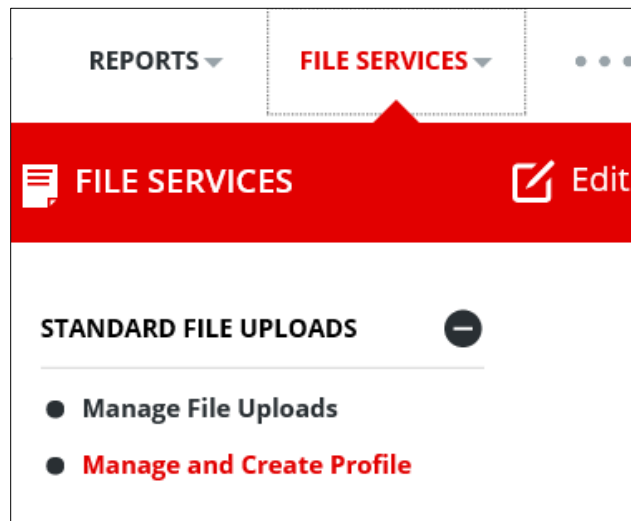 REPORTS FILE SERVICES
FILE SERVICES Edit
STANDARD FILE UPLOADS
Manage File Uploads
Manage and Create Profile